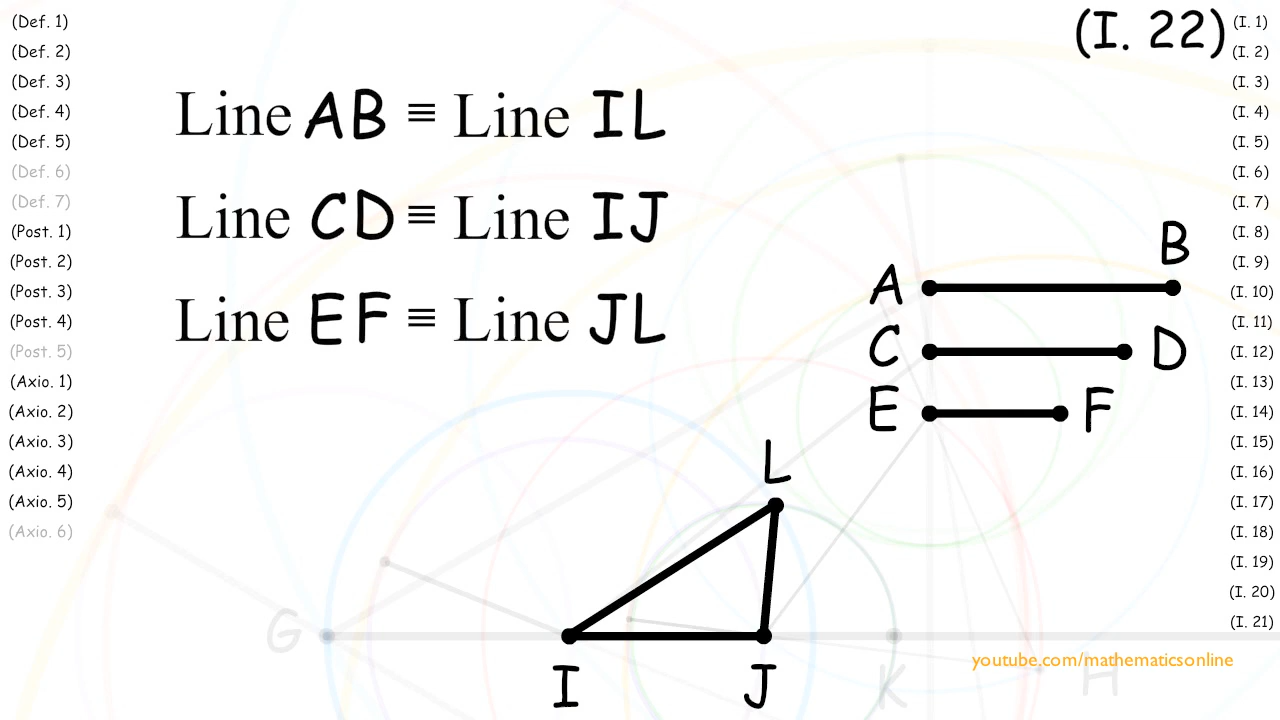 (Def. 1)
(Def. 2)
(Def. 3)
(Def. 4)
(Def. 5)
(Def. 6)
(Def. 7)
(Post. 1)
(Post. 2)
(Post. 3)
(Post. 4)
(Post. 5)
(Axio. 1)
(Axio. 2)
(Axio. 3)
(Axio. 4)
(Axio. 5)
(Axio. 6)
Line AB ≡ Line IL
Line CD ≡ Line IJ
Line EF ≡ Line JL
(I. 22)
A
B
C
D
E
F
L
G
I
J
K
H
youtube.com/mathematicsonline
(I. 1)
(I. 2)
(I. 3)
(I. 4)
(I. 5)
(I. 6)
(I. 7)
(I. 8)
(I. 9)
(I. 10)
(I. 11)
(I. 12)
(I. 13)
(I. 14)
(I. 15)
(I. 16)
(I. 17)
(I. 18)
(I. 19)
(I. 20)
(I. 21)